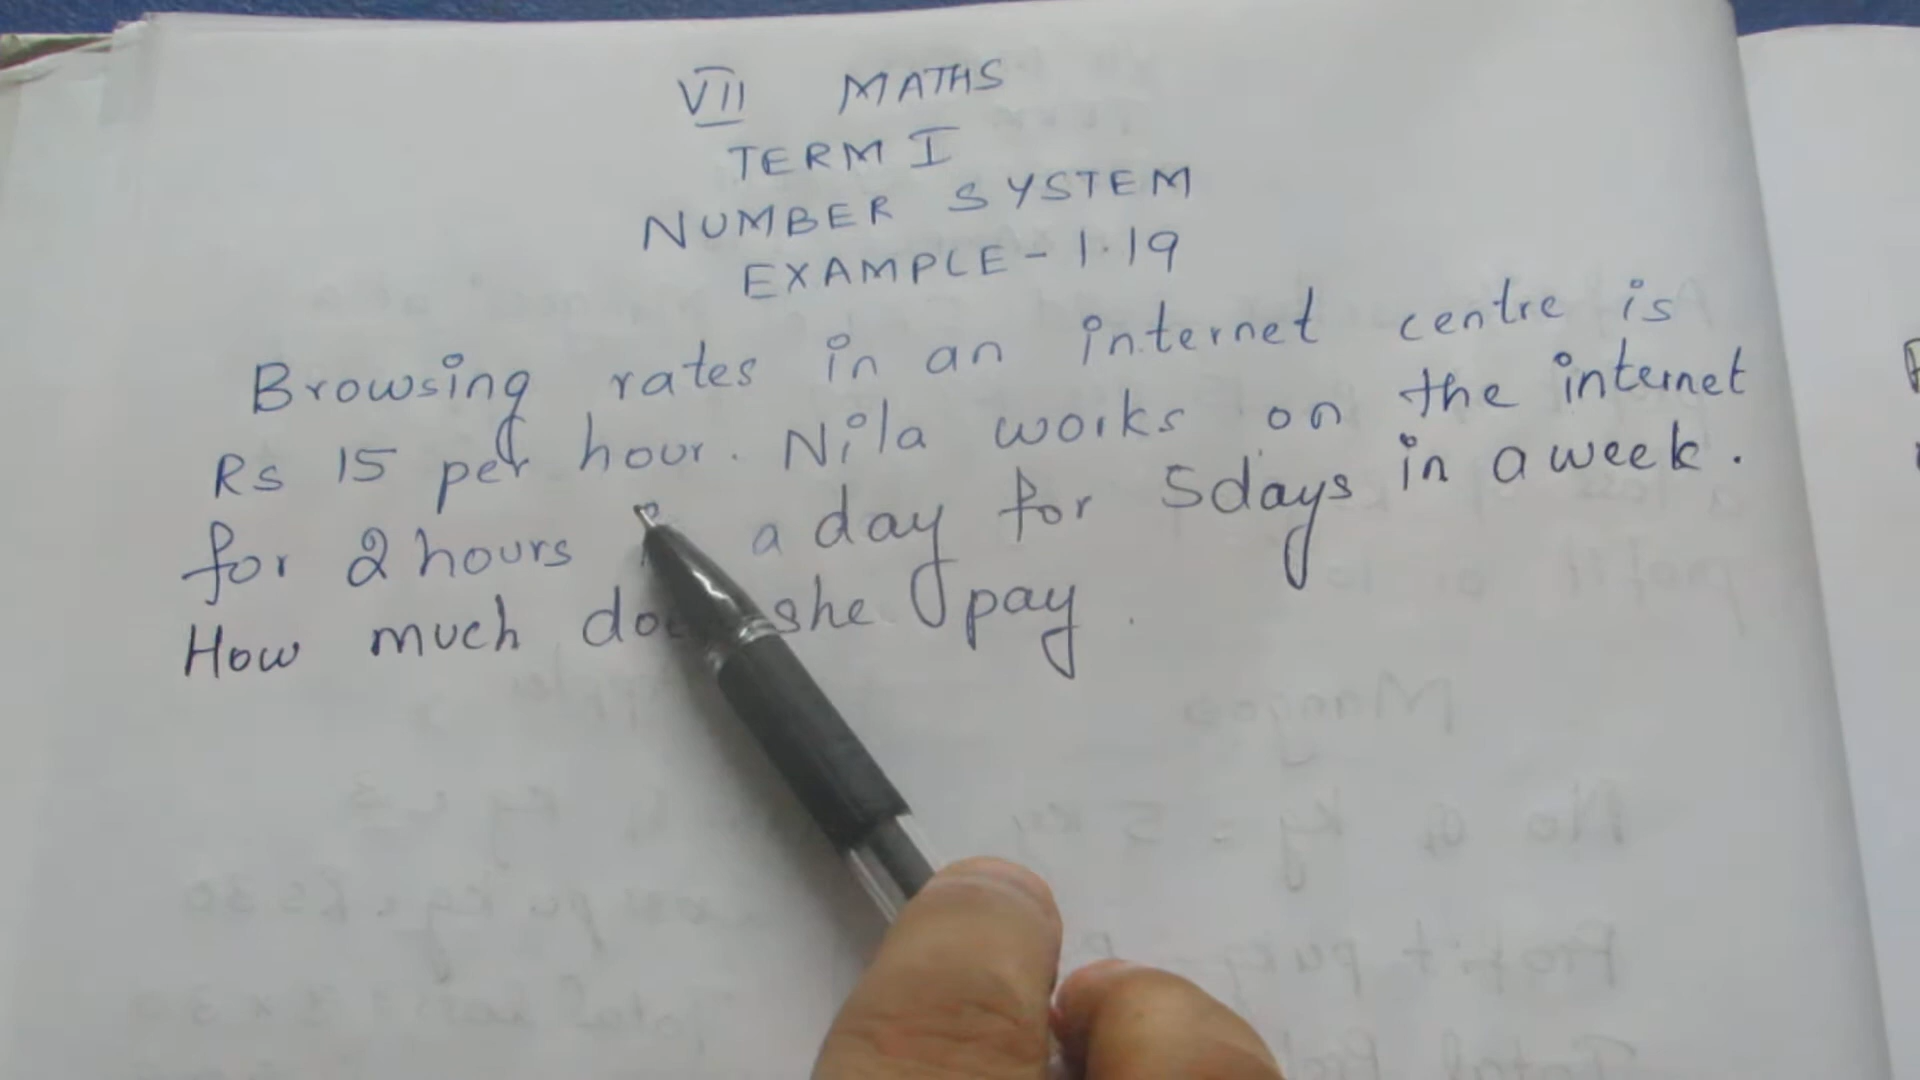 VII MATHS
TERM I
NUMBER SYSTEM
EXAMPLE - 1.19
Browsing rates in an internet centre is
Rs 15 per hour. Nila works on the internet
for 2 hours a day for 5days in a week.
How much she pay.